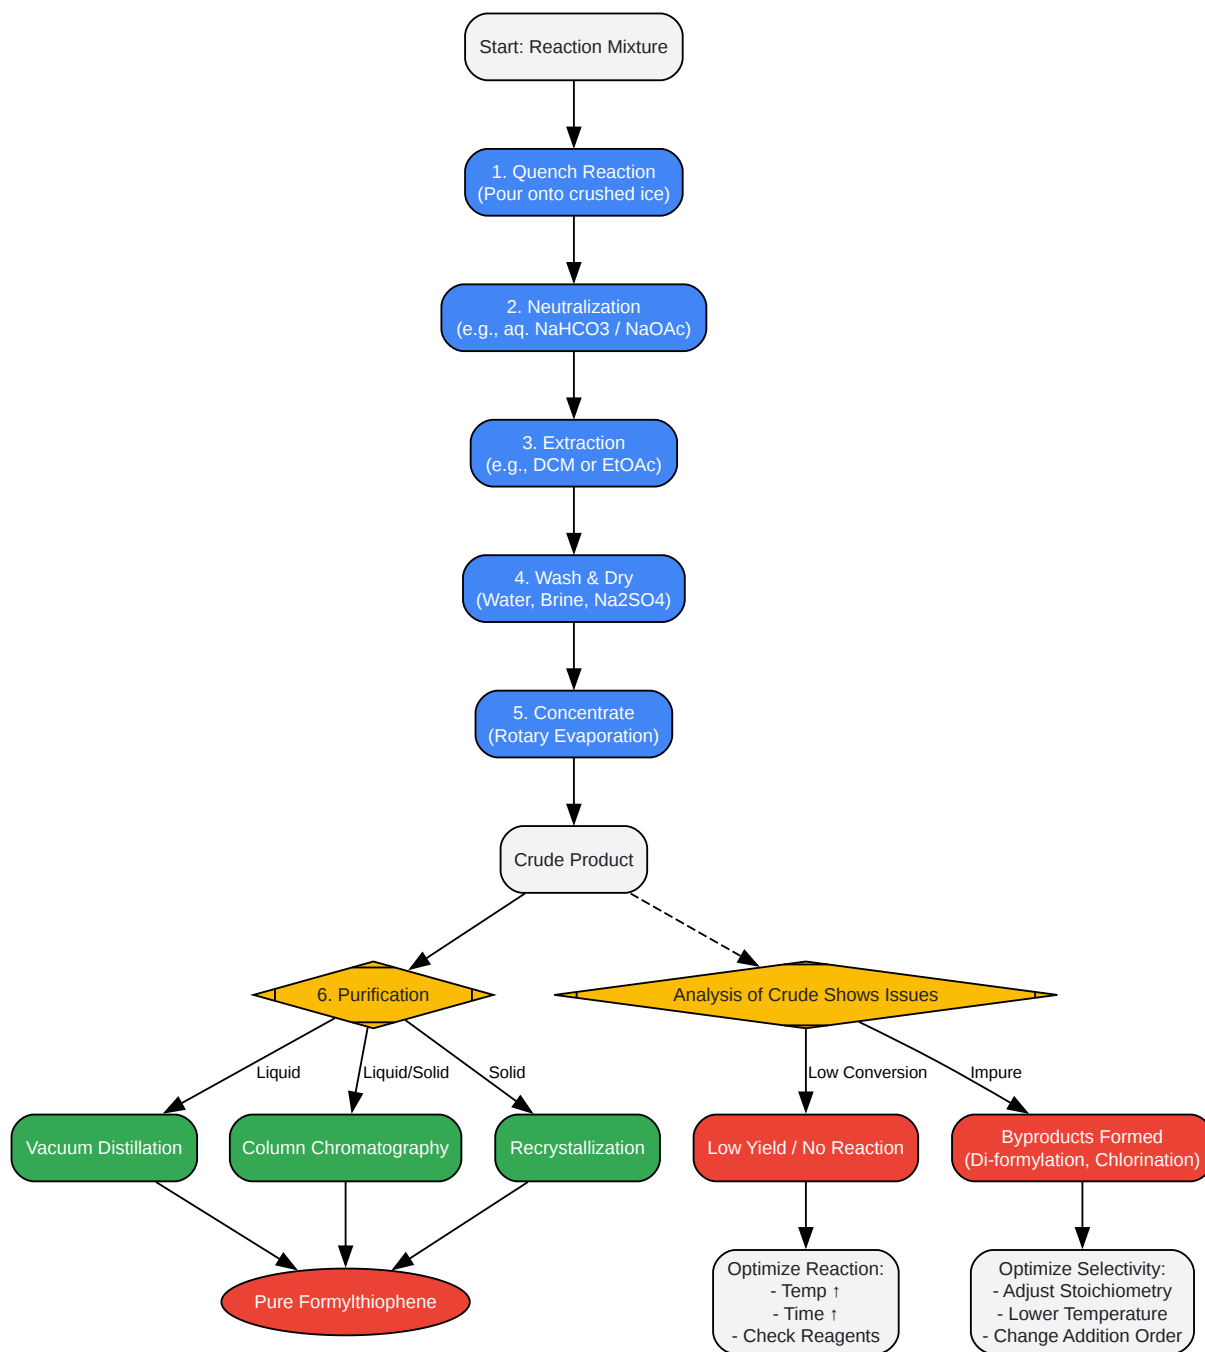 Start: Reaction Mixture
1. Quench Reaction
(Pour onto crushed ice)
2. Neutralization
(e.g., aq. NaHCO3 / NaOAc)
3. Extraction
(e.g., DCM or EtOAc)
4. Wash & Dry
(Water, Brine, Na2SO4)
5. Concentrate
(Rotary Evaporation)
Crude Product
6. Purification
Analysis of Crude Shows Issues
Liquid
Liquid/Solid
Solid
Low Conversion
Impure
Vacuum Distillation
Column Chromatography
Recrystallization
Low Yield / No Reaction
Byproducts Formed
(Di-formylation, Chlorination)
Pure Formylthiophene
Optimize Reaction:
- Temp ↑
- Time ↑
- Check Reagents
Optimize Selectivity:
- Adjust Stoichiometry
- Lower Temperature
- Change Addition Order